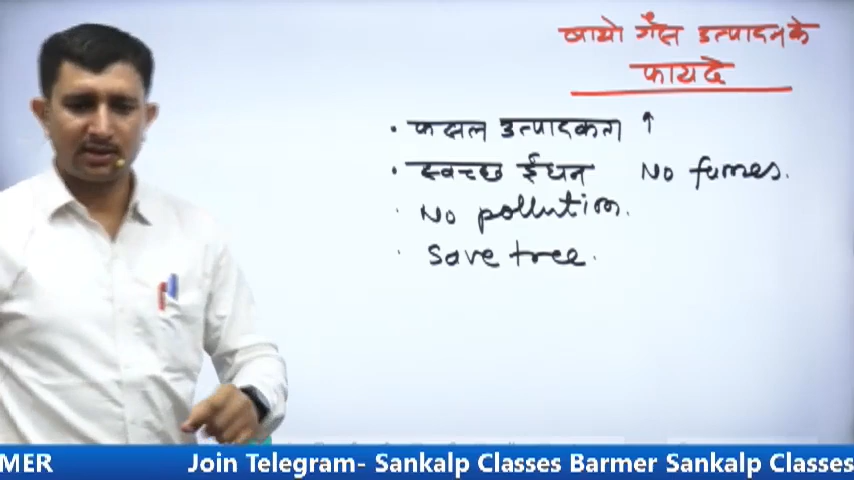 बायो गैस उत्पादन के
फायदे
• फसल उत्पादकता ↑
• स्वच्छ ईंधन No fumes.
• No pollution.
• Save tree.
MER Join Telegram- Sankalp Classes Barmer Sankalp Classes